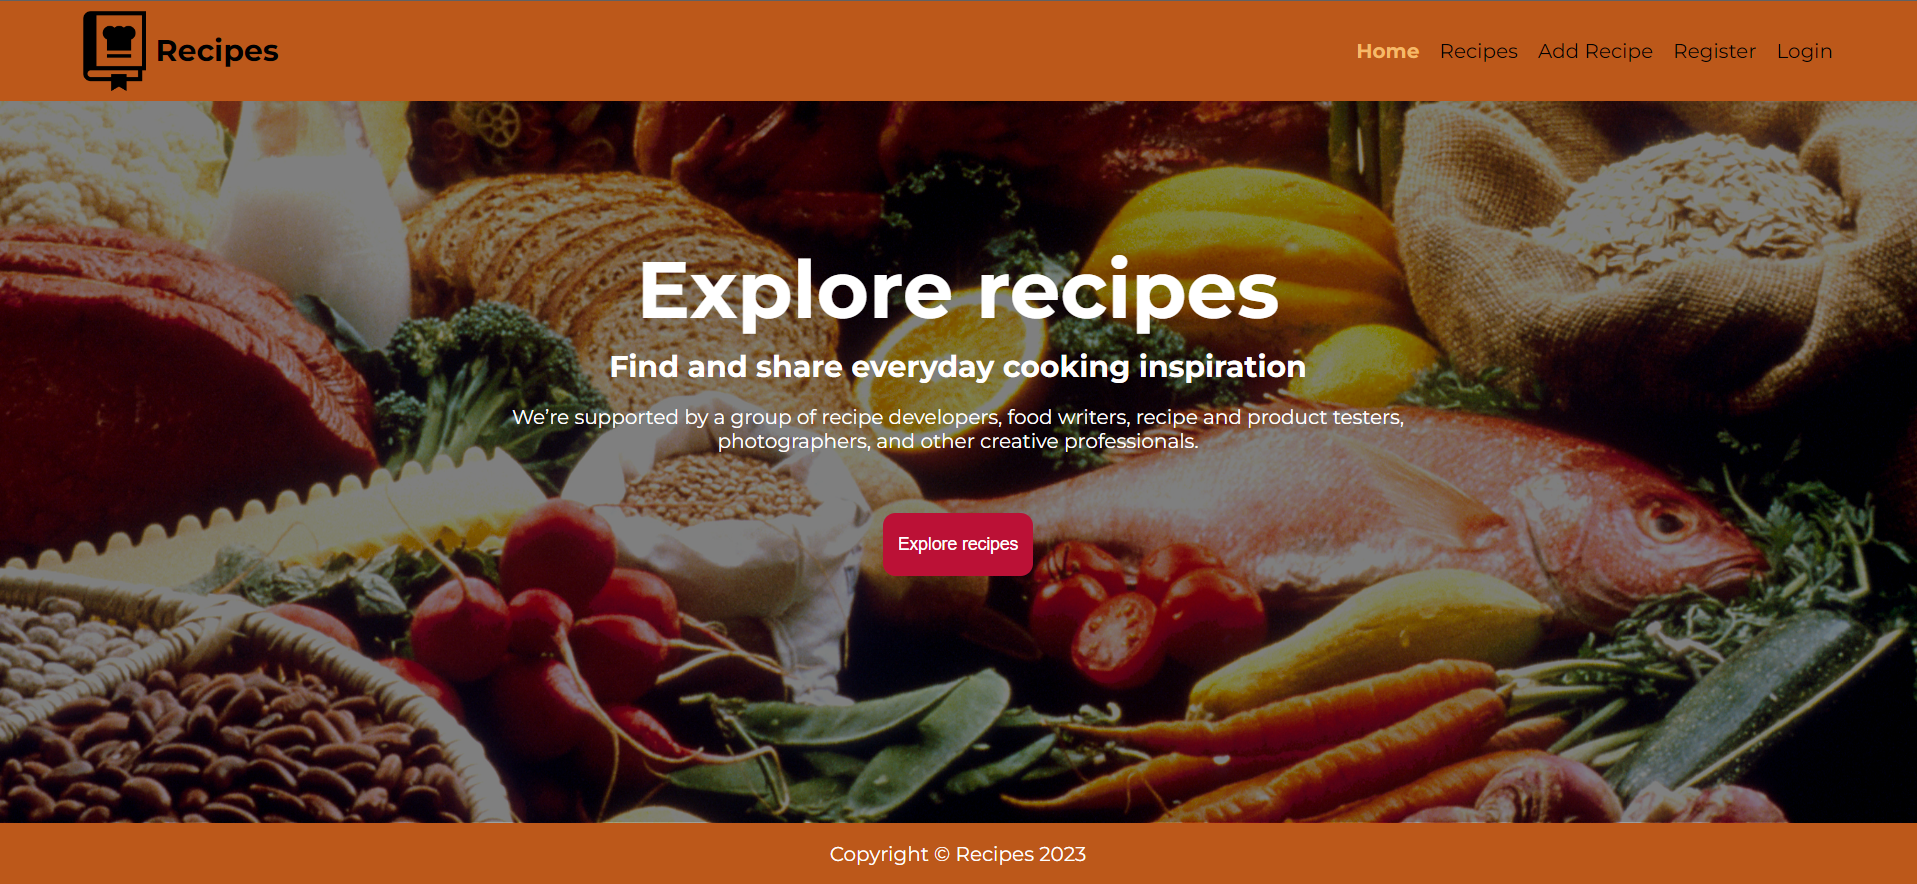 Recipes
Home Recipes Add Recipe Register Login
Explore recipes
Find and share everyday cooking inspiration
We’re supported by a group of recipe developers, food writers, recipe and product testers,
photographers, and other creative professionals.
Explore recipes
Copyright © Recipes 2023